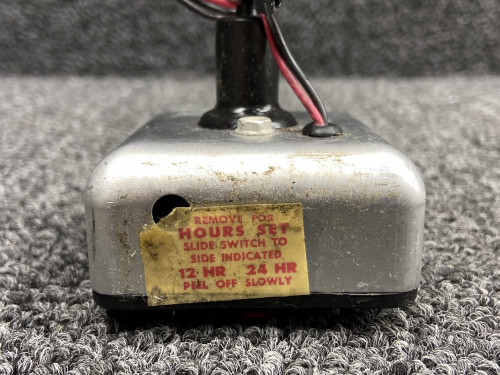 REMOVE FOR
HOURS SET
SLIDE SWITCH TO
SIDE INDICATED
12 HR . 24 HR
PEEL OFF SLOWLY